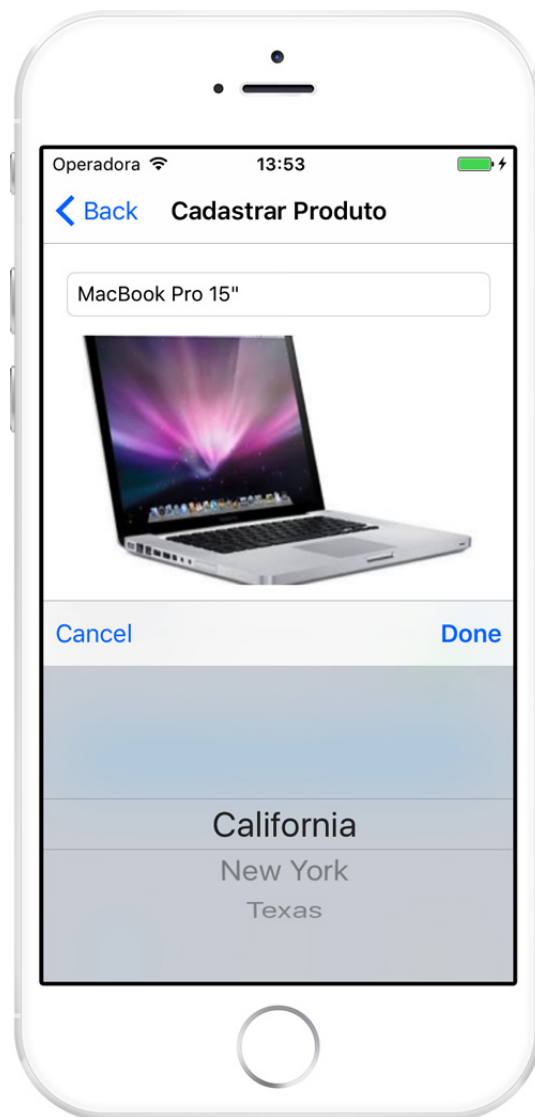 Operadora 13:53
Back Cadastrar Produto
MacBook Pro 15"
Cancel Done
California
New York
Texas